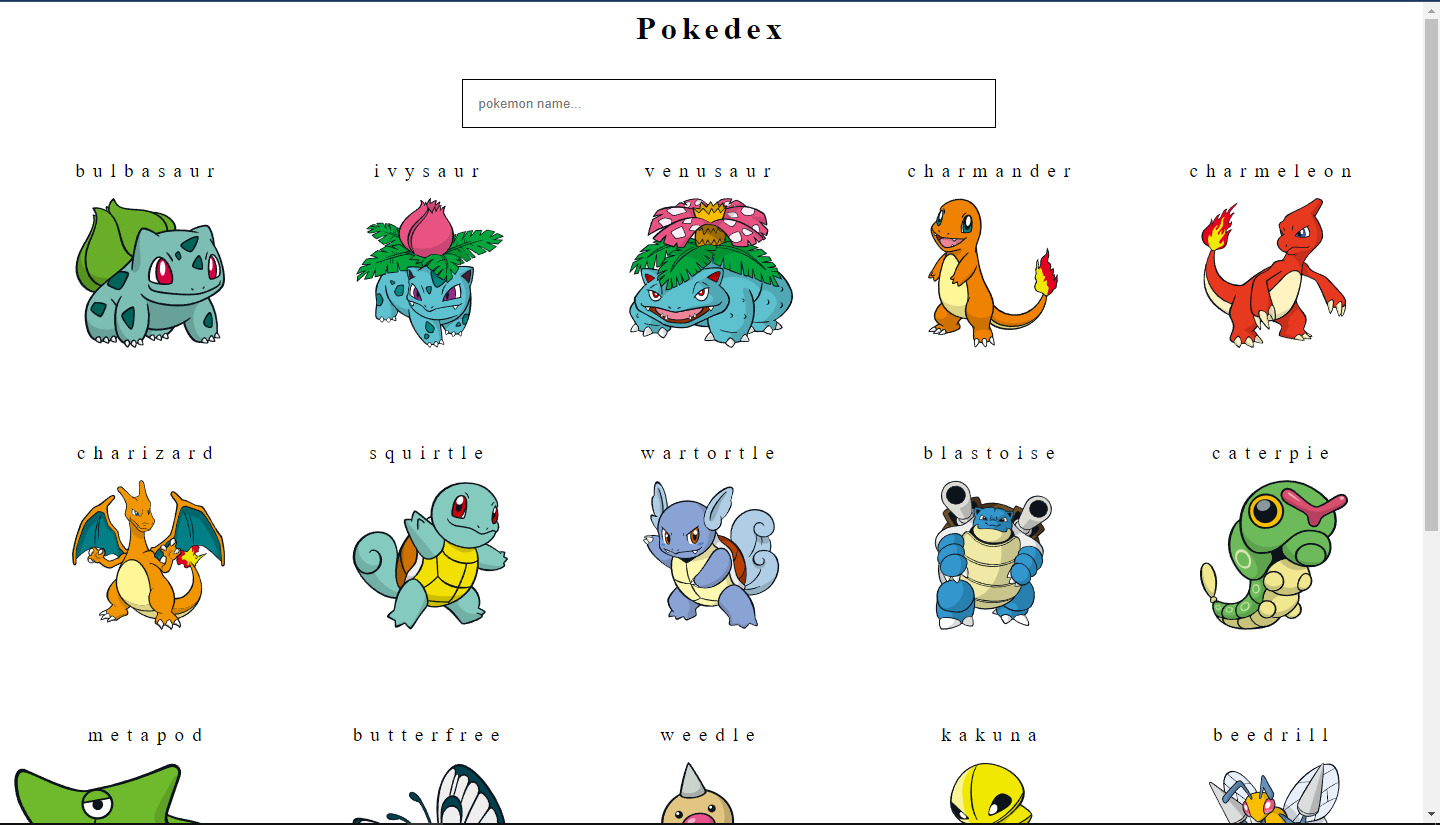 Pokedex
pokemon name...
bulbasaur ivysaur venusaur charmander charmeleon
charizard squirtle wartortle blastoise caterpie
metapod butterfree weedle kakuna beedrill